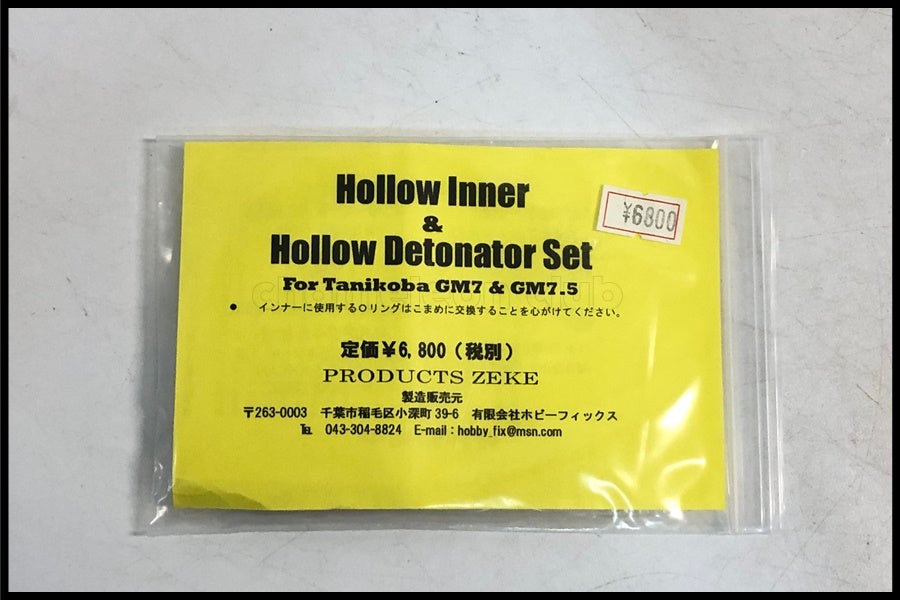 Hollow Inner
&
Hollow Detonator Set
¥6800
For Tanikoba GM7 & GM7.5
chameleonclub
● インナーに使用するOリングはこまめに交換することを心がけてください。
定価¥6,800(税別)
PRODUCTS ZEKE
製造販売元
〒263-0003 千葉市稲毛区小深町39-6 有限会社ホビーフィックス
℡ 043-304-8824 E-mail:hobby_fix@msn.com